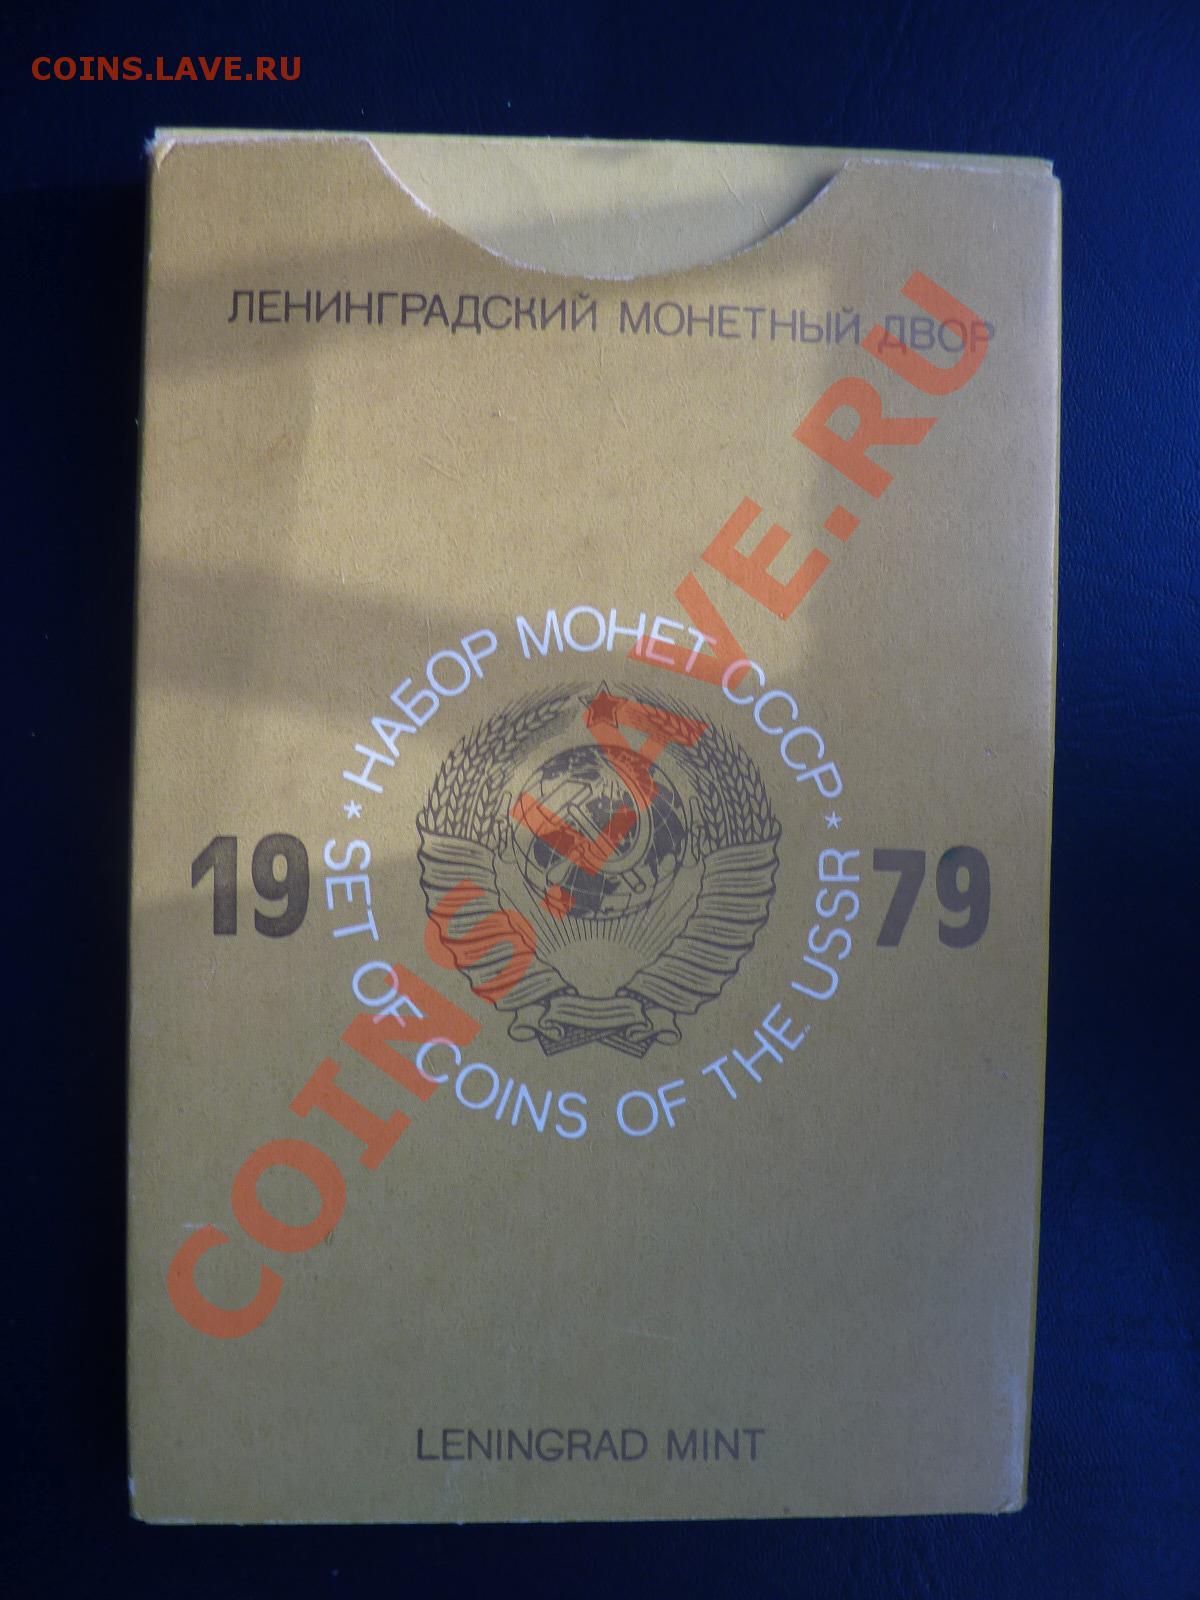 COINS.LAVE.RU
ЛЕНИНГРАДСКИЙ МОНЕТНЫЙ ДВОР
* НАБОР МОНЕТ СССР *
19 79
SET OF COINS OF THE USSR
LENINGRAD MINT
COINS.LAVE.RU